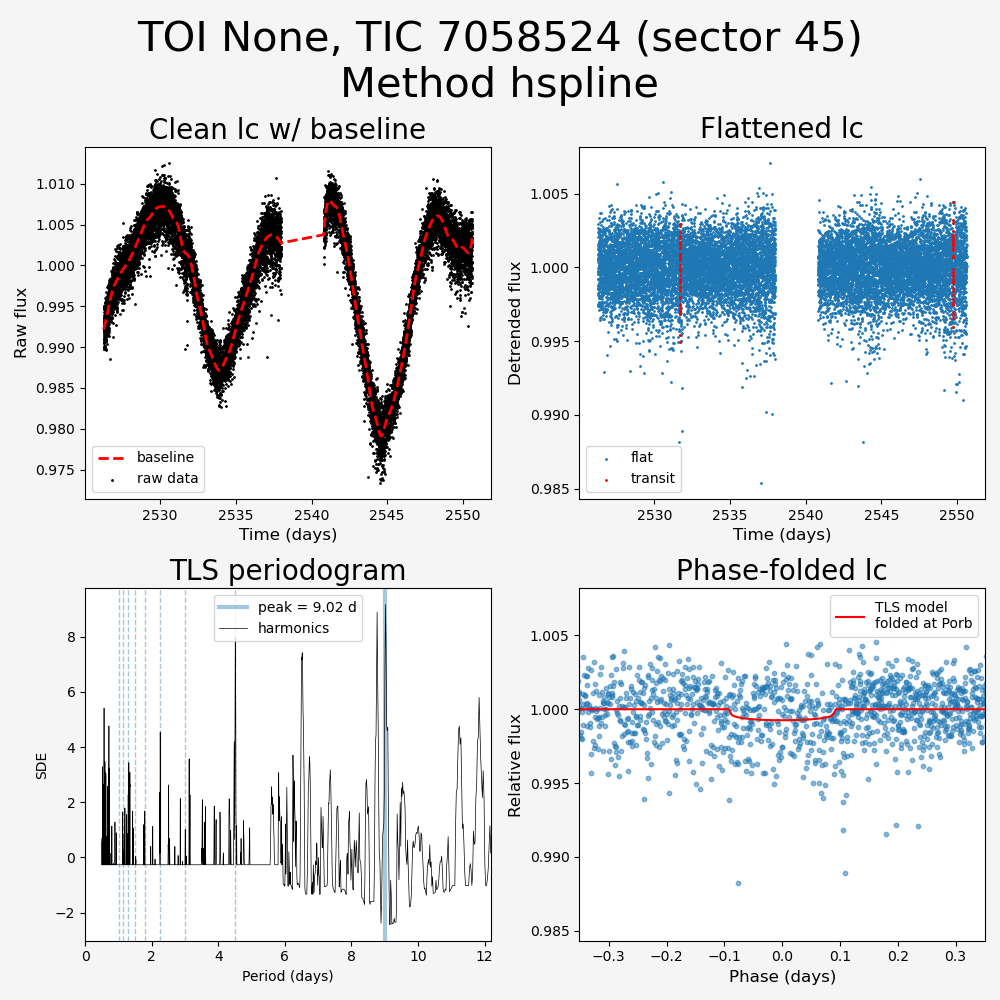 TOI None, TIC 7058524 (sector 45)
Method hspline
Clean lc w/ baseline
Raw flux
1.010
1.005
1.000
0.995
0.990
0.985
0.980
0.975
baseline
raw data
2530
2535
2540
2545
2550
Time (days)
Flattened lc
Detrended flux
1.005
1.000
0.995
0.990
0.985
flat
transit
2530
2535
2540
2545
2550
Time (days)
TLS periodogram
SDE
8
6
4
2
0
−2
peak = 9.02 d
harmonics
0
2
4
6
8
10
12
Period (days)
Phase-folded lc
Relative flux
1.005
1.000
0.995
0.990
0.985
TLS model
folded at Porb
−0.3
−0.2
−0.1
0.0
0.1
0.2
0.3
Phase (days)